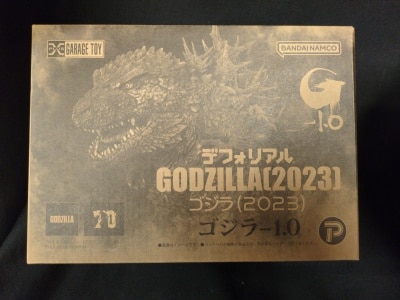 GARAGE TOY
BANDAI NAMCO
G
-1.0
デフォリアル
GODZILLA(2023)
ゴジラ(2023)
GODZILLA
70
ゴジラ-1.0
P